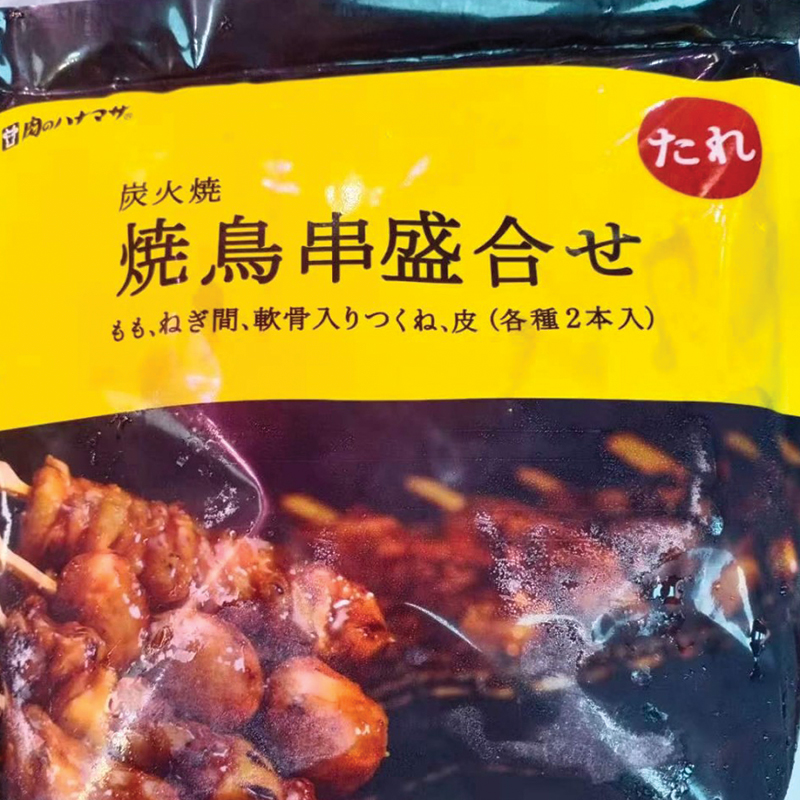 肉のハナマサ®
たれ
炭火焼
焼鳥串盛合せ
もも、ねぎ間、軟骨入りつくね、皮(各種2本入)